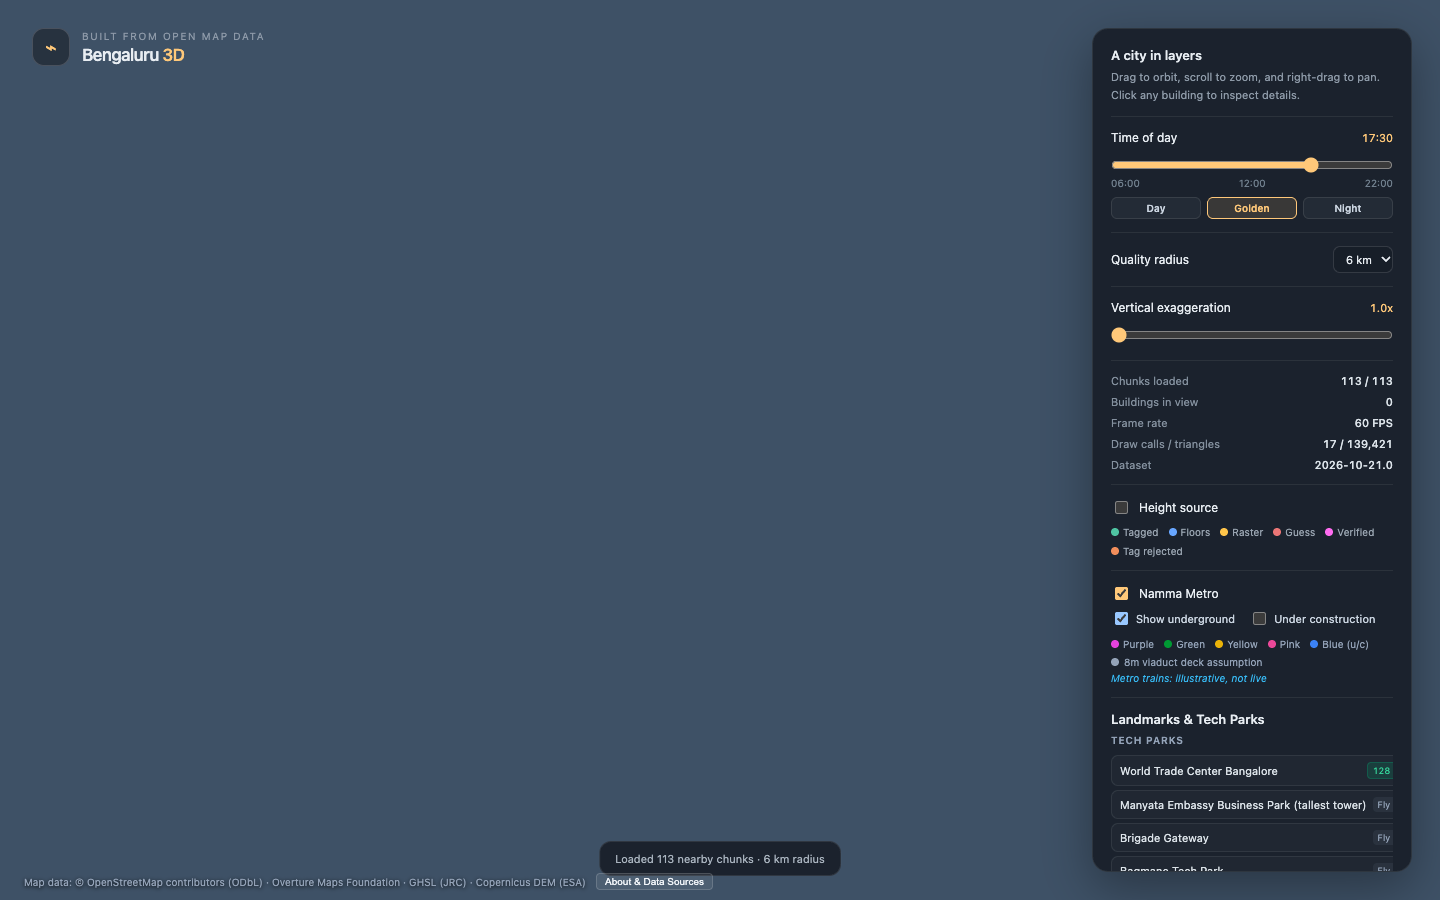 BUILT FROM OPEN MAP DATA
Bengaluru 3D
A city in layers
Drag to orbit, scroll to zoom, and right-drag to pan.
Click any building to inspect details.
Time of day 17:30
06:00 12:00 22:00
Day Golden Night
Quality radius 6 km
Vertical exaggeration 1.0x
Chunks loaded 113 / 113
Buildings in view 0
Frame rate 60 FPS
Draw calls / triangles 17 / 139,421
Dataset 2026-10-21.0
Height source
Tagged Floors Raster Guess Verified
Tag rejected
Namma Metro
Show underground Under construction
Purple Green Yellow Pink Blue (u/c)
8m viaduct deck assumption
Metro trains: illustrative, not live
Landmarks & Tech Parks
TECH PARKS
World Trade Center Bangalore 128
Manyata Embassy Business Park (tallest tower) Fly
Brigade Gateway Fly
Bagmane Tech Park Fly
Loaded 113 nearby chunks · 6 km radius
Map data: © OpenStreetMap contributors (ODbL) · Overture Maps Foundation · GHSL (JRC) · Copernicus DEM (ESA) About & Data Sources